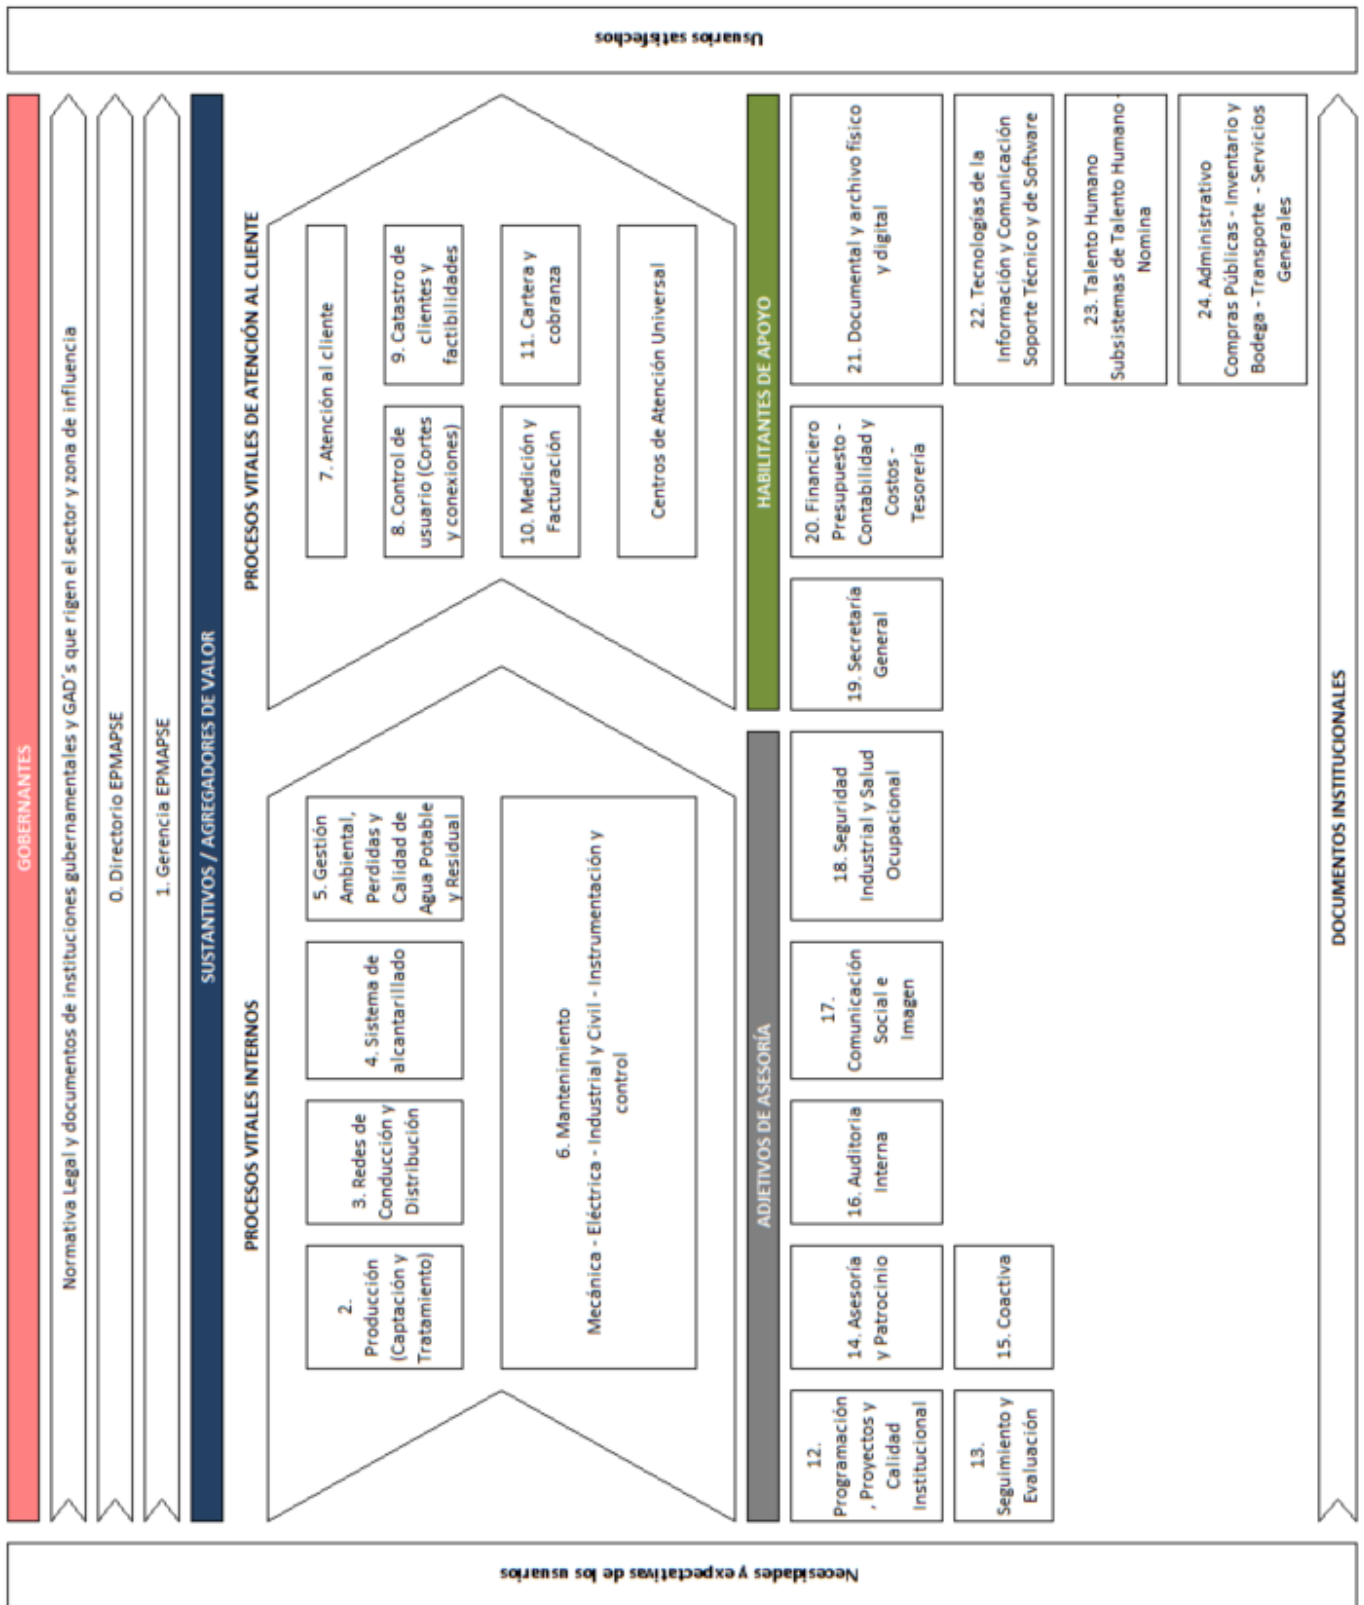 Necesidades y expectativas de los usuarios
GOBERNANTES
Normativa Legal y documentos de instituciones gubernamentales y GAD´s que rigen el sector y zona de influencia
0. Directorio EPMAPSE
1. Gerencia EPMAPSE
SUSTANTIVOS / AGREGADORES DE VALOR
PROCESOS VITALES INTERNOS
2.
Producción
(Captación y
Tratamiento)
3. Redes de
Conducción y
Distribución
4. Sistema de
alcantarillado
5. Gestión
Ambiental,
Perdidas y
Calidad de
Agua Potable
y Residual
6. Mantenimiento
Mecánica - Eléctrica - Industrial y Civil - Instrumentación y
control
PROCESOS VITALES DE ATENCIÓN AL CLIENTE
7. Atención al cliente
8. Control de
usuario (Cortes
y conexiones)
9. Catastro de
clientes y
factibilidades
10. Medición y
Facturación
11. Cartera y
cobranza
Centros de Atención Universal
ADJETIVOS DE ASESORÍA
12.
Programación
, Proyectos y
Calidad
Institucional
13.
Seguimiento y
Evaluación
14. Asesoría
y Patrocinio
15. Coactiva
16. Auditoria
Interna
17.
Comunicación
Social e
Imagen
18. Seguridad
Industrial y Salud
Ocupacional
HABILITANTES DE APOYO
19. Secretaría
General
20. Financiero
Presupuesto -
Contabilidad y
Costos -
Tesorería
21. Documental y archivo físico
y digital
22. Tecnologías de la
Información y Comunicación
Soporte Técnico y de Software
23. Talento Humano
Subsistemas de Talento Humano -
Nomina
24. Administrativo
Compras Públicas - Inventario y
Bodega - Transporte - Servicios
Generales
DOCUMENTOS INSTITUCIONALES
Usuarios satisfechos